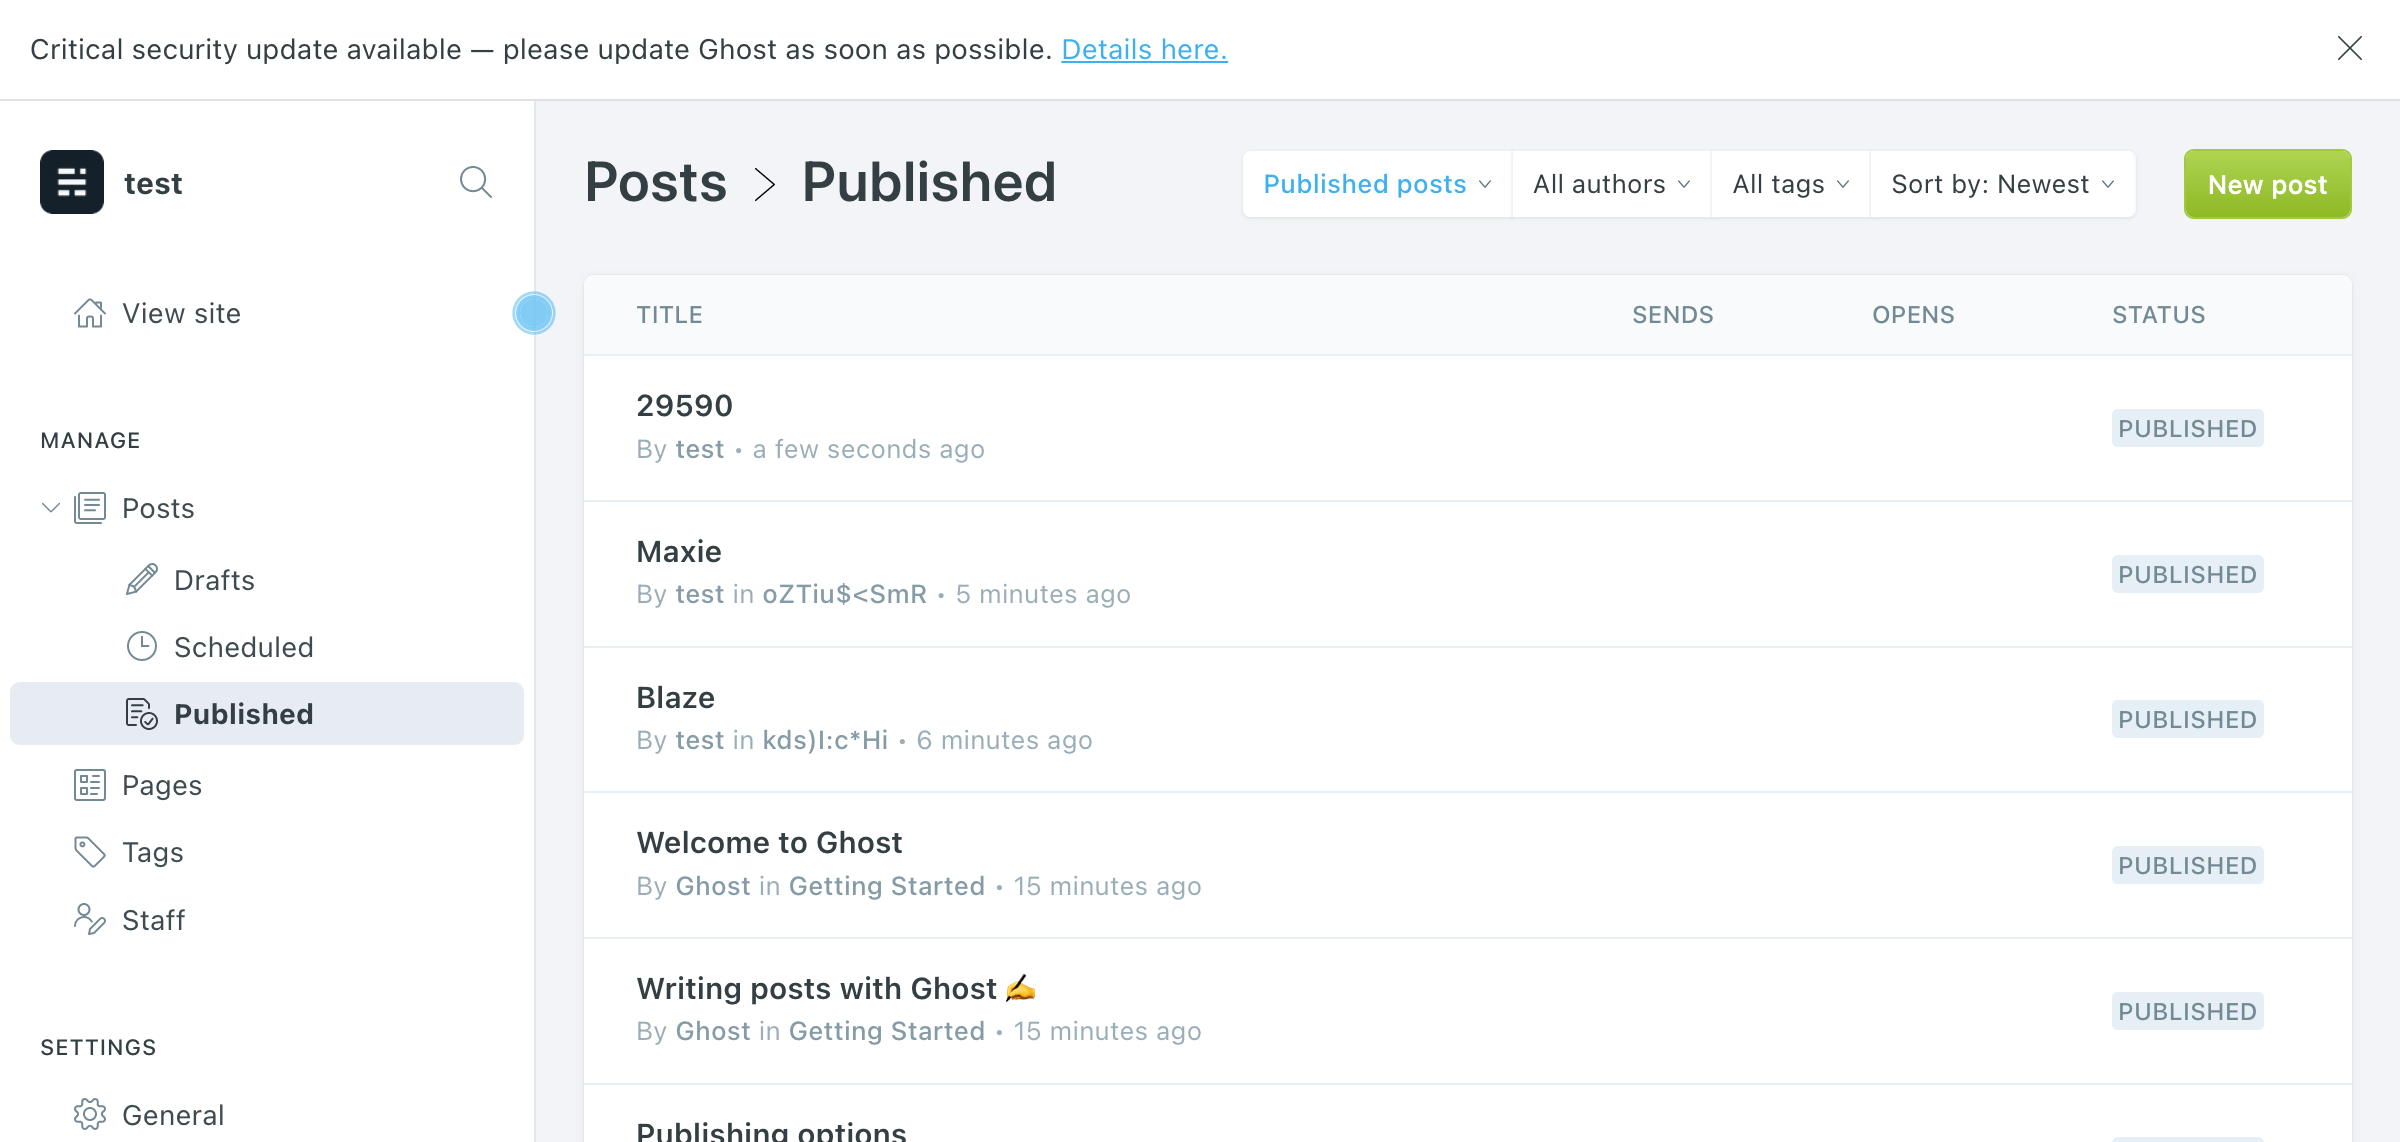 Critical security update available — please update Ghost as soon as possible. Details here.
test
View site
MANAGE
Posts
Drafts
Scheduled
Published
Pages
Tags
Staff
SETTINGS
General
Posts > Published
Published posts
All authors
All tags
Sort by: Newest
New post
TITLE SENDS OPENS STATUS
29590
By test • a few seconds ago
PUBLISHED
Maxie
By test in oZTiu$<SmR • 5 minutes ago
PUBLISHED
Blaze
By test in kds)I:c*Hi • 6 minutes ago
PUBLISHED
Welcome to Ghost
By Ghost in Getting Started • 15 minutes ago
PUBLISHED
Writing posts with Ghost ✍️
By Ghost in Getting Started • 15 minutes ago
PUBLISHED
Publishing options